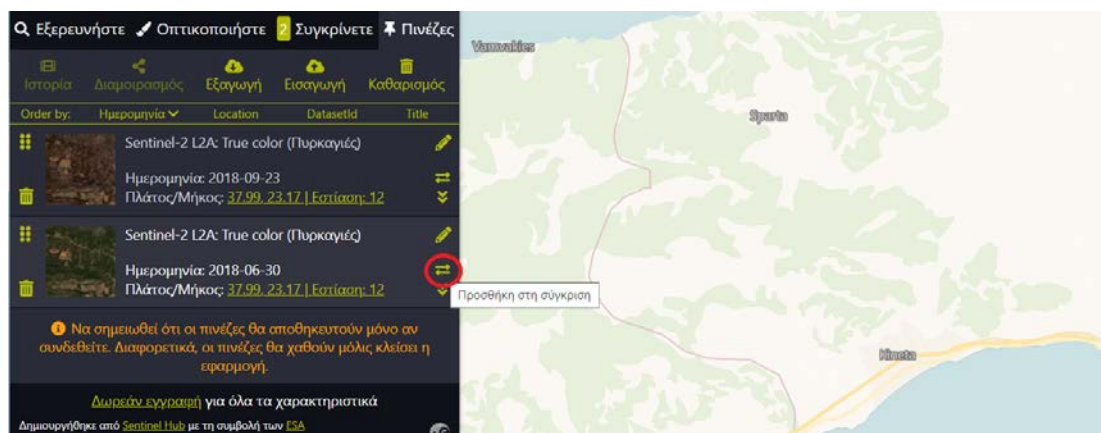 Εξερευνήστε Οπτικοποιήστε 2 Συγκρίνετε Πινέζες
Ιστορία Διαμοιρασμός Εξαγωγή Εισαγωγή Καθαρισμός
Order by: Ημερομηνία Location DatasetId Title
Sentinel-2 L2A: True color (Πυρκαγιές)
Ημερομηνία: 2018-09-23
Πλάτος/Μήκος: 37.99, 23.17 | Εστίαση: 12
Sentinel-2 L2A: True color (Πυρκαγιές)
Ημερομηνία: 2018-06-30
Πλάτος/Μήκος: 37.99, 23.17 | Εστίαση: 12
Προσθήκη στη σύγκριση
Να σημειωθεί ότι οι πινέζες θα αποθηκευτούν μόνο αν
συνδεθείτε. Διαφορετικά, οι πινέζες θα χαθούν μόλις κλείσει η
εφαρμογή.
Δωρεάν εγγραφή για όλα τα χαρακτηριστικά
Δημιουργήθηκε από Sentinel Hub με τη συμβολή των ESA
Vamvakies
Sparta
Kineta